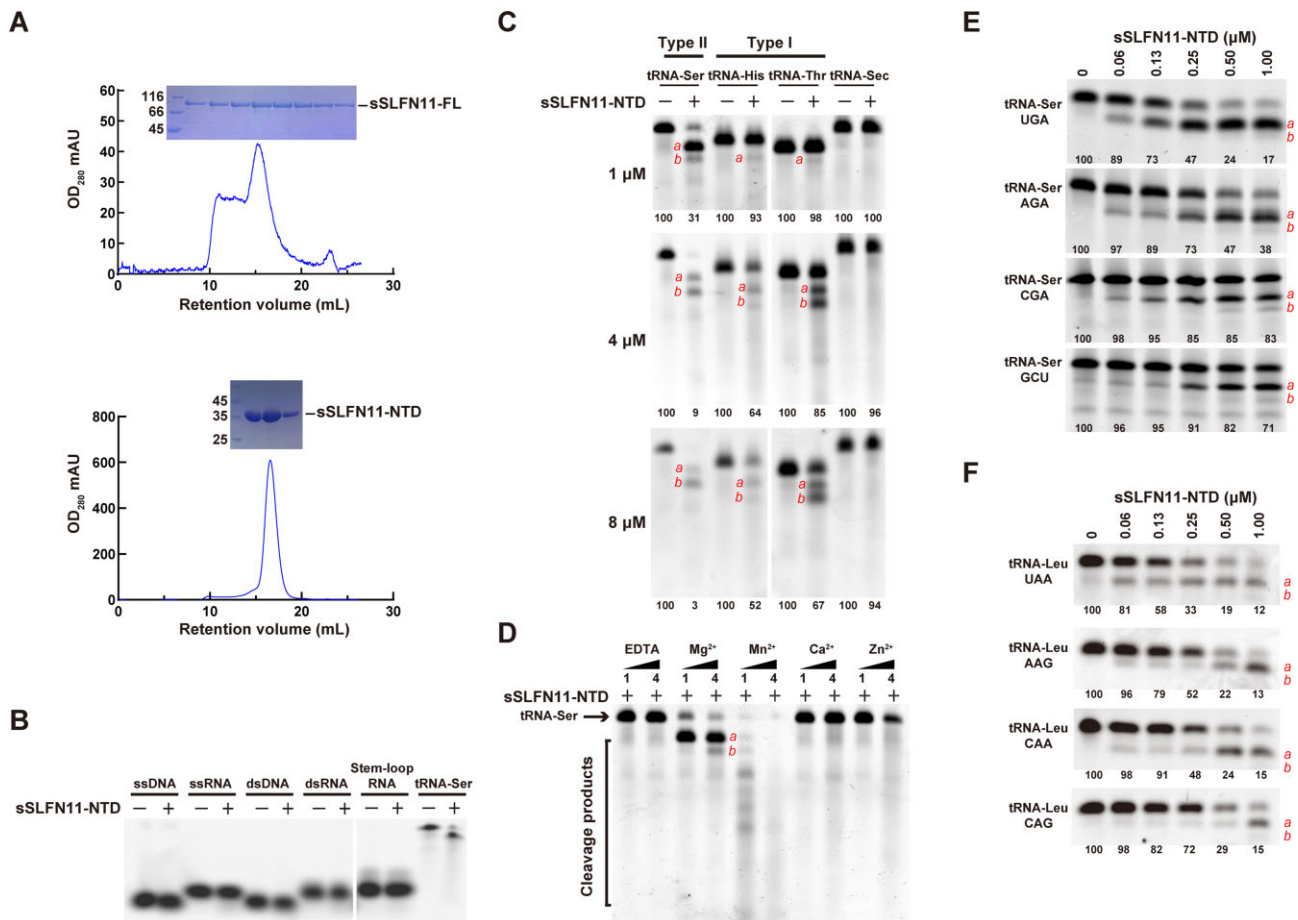 A
116
66
45
sSLFN11-FL
OD280 mAU
60
50
40
30
20
10
0
0 10 20 30
Retention volume (mL)
45
35
25
sSLFN11-NTD
OD280 mAU
800
600
400
200
0
0 10 20 30
Retention volume (mL)
B
ssDNA ssRNA dsDNA dsRNA Stem-loop RNA tRNA-Ser
sSLFN11-NTD − + − + − + − + − + − +
C
Type II Type I
tRNA-Ser tRNA-His tRNA-Thr tRNA-Sec
sSLFN11-NTD − + − + − + − +
1 μM
a
b
a
a
100 31 100 93 100 98 100 100
4 μM
a
b
a
b
a
b
100 9 100 64 100 85 100 96
8 μM
a
b
a
b
a
b
100 3 100 52 100 67 100 94
D
EDTA Mg2+ Mn2+ Ca2+ Zn2+
1 4 1 4 1 4 1 4 1 4
sSLFN11-NTD + + + + + + + + + +
tRNA-Ser
a
b
Cleavage products
E
sSLFN11-NTD (μM)
0 0.06 0.13 0.25 0.50 1.00
tRNA-Ser
UGA
a
b
100 89 73 47 24 17
tRNA-Ser
AGA
a
b
100 97 89 73 47 38
tRNA-Ser
CGA
a
b
100 98 95 85 85 83
tRNA-Ser
GCU
a
b
100 96 95 91 82 71
F
sSLFN11-NTD (μM)
0 0.06 0.13 0.25 0.50 1.00
tRNA-Leu
UAA
a
b
100 81 58 33 19 12
tRNA-Leu
AAG
a
b
100 96 79 52 22 13
tRNA-Leu
CAA
a
b
100 98 91 48 24 15
tRNA-Leu
CAG
a
b
100 98 82 72 29 15